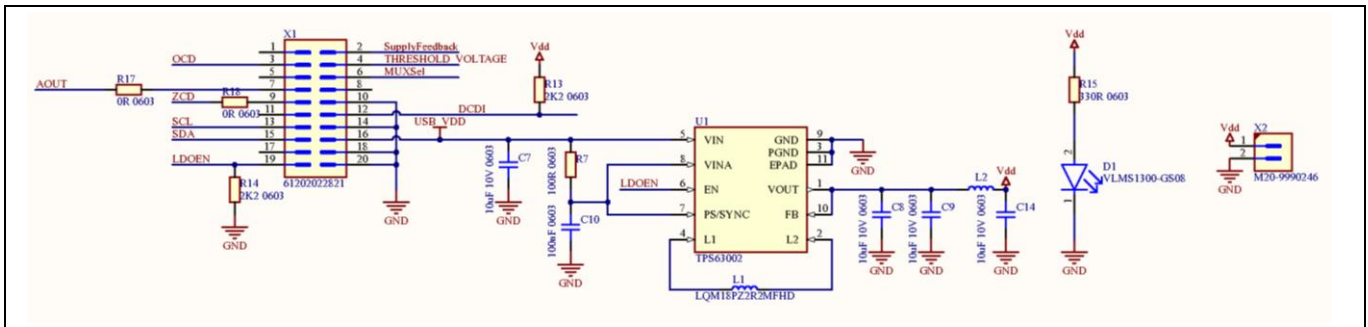 X1
1 2 SupplyFeedback
OCD 3 4 THRESHOLD_VOLTAGE
5 6 MUXSel
AOUT R17 0R 0603 7 8
ZCD R18 0R 0603 9 10
11 12 DCDI
SCL 13 14
SDA 15 16 USB_VDD
17 18
LDOEN 19 20
61202022821
R14
2K2 0603
GND
GND
Vdd
R13
2K2 0603
C7
10uF 10V 0603
GND
R7
100R 0603
C10
100nF 0603
GND
LDOEN
U1
5 VIN GND 9
PGND 3
8 VINA EPAD 11
6 EN VOUT 1
7 PS/SYNC FB 10
4 L1 L2 2
TPS63002
L1
LQM18PZ2R2MFHD
GND
C8
10uF 10V 0603
GND
C9
10uF 10V 0603
GND
L2
Vdd
C14
10uF 10V 0603
GND
Vdd
R15
330R 0603
2
D1
VLMS1300-GS08
1
GND
X2
Vdd 1
2
GND
M20-9990246